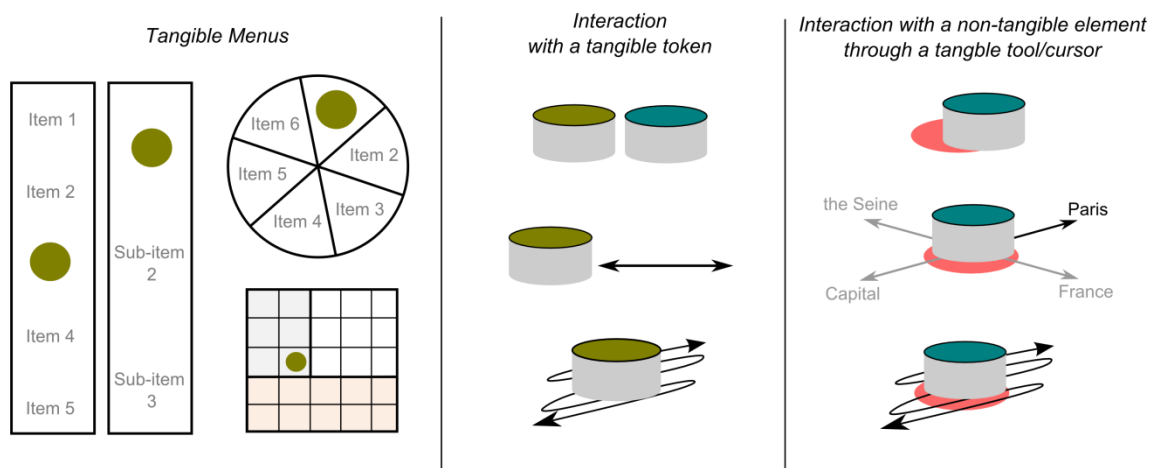 Tangible Menus
Item 1
Item 2
Item 4
Item 5
Sub-item
2
Sub-item
3
Item 6
Item 2
Item 5
Item 3
Item 4
Interaction
with a tangible token
Interaction with a non-tangible element
through a tangble tool/cursor
the Seine
Paris
Capital
France